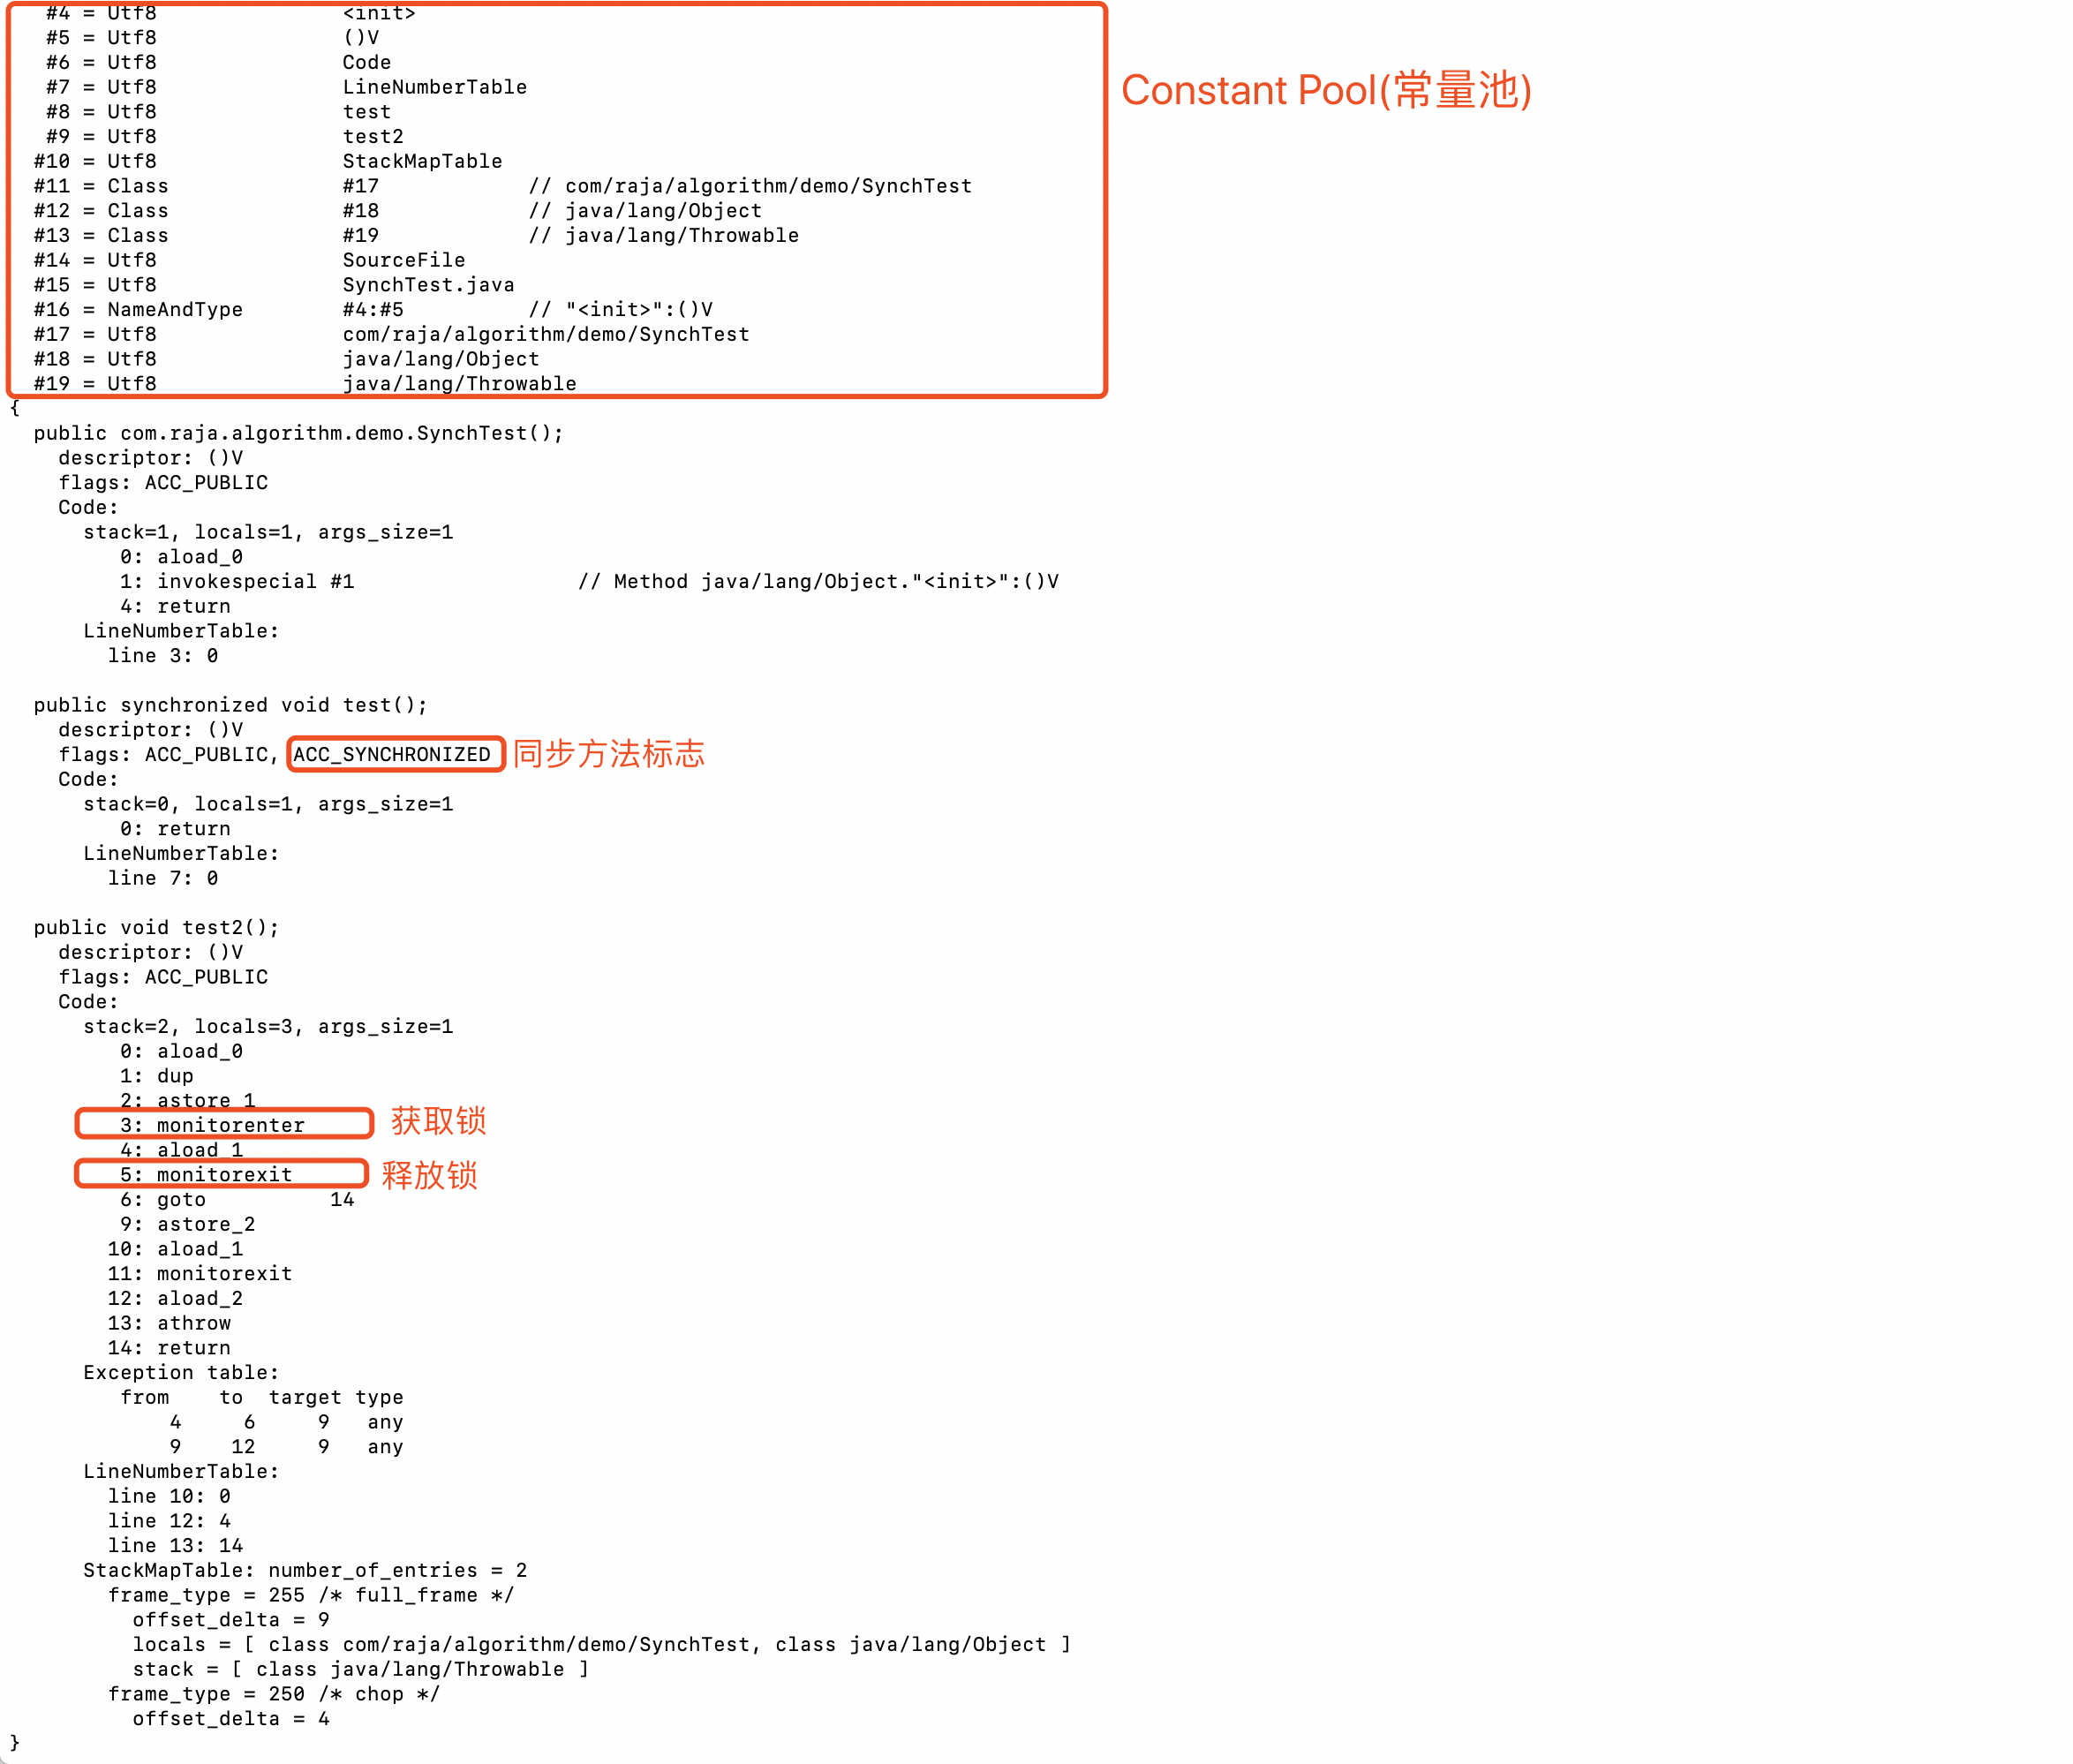 #4 = Utf8               <init>
#5 = Utf8               ()V
#6 = Utf8               Code
#7 = Utf8               LineNumberTable
Constant Pool(常量池)
#8 = Utf8               test
#9 = Utf8               test2
#10 = Utf8               StackMapTable
#11 = Class              #17            // com/raja/algorithm/demo/SynchTest
#12 = Class              #18            // java/lang/Object
#13 = Class              #19            // java/lang/Throwable
#14 = Utf8               SourceFile
#15 = Utf8               SynchTest.java
#16 = NameAndType        #4:#5          // "<init>":()V
#17 = Utf8               com/raja/algorithm/demo/SynchTest
#18 = Utf8               java/lang/Object
#19 = Utf8               java/lang/Throwable
{
public com.raja.algorithm.demo.SynchTest();
descriptor: ()V
flags: ACC_PUBLIC
Code:
stack=1, locals=1, args_size=1
0: aload_0
1: invokespecial #1                  // Method java/lang/Object."<init>":()V
4: return
LineNumberTable:
line 3: 0
public synchronized void test();
descriptor: ()V
flags: ACC_PUBLIC, ACC_SYNCHRONIZED 同步方法标志
Code:
stack=0, locals=1, args_size=1
0: return
LineNumberTable:
line 7: 0
public void test2();
descriptor: ()V
flags: ACC_PUBLIC
Code:
stack=2, locals=3, args_size=1
0: aload_0
1: dup
2: astore_1
3: monitorenter 获取锁
4: aload_1
5: monitorexit 释放锁
6: goto          14
9: astore_2
10: aload_1
11: monitorexit
12: aload_2
13: athrow
14: return
Exception table:
from    to  target type
4     6     9   any
9    12     9   any
LineNumberTable:
line 10: 0
line 12: 4
line 13: 14
StackMapTable: number_of_entries = 2
frame_type = 255 /* full_frame */
offset_delta = 9
locals = [ class com/raja/algorithm/demo/SynchTest, class java/lang/Object ]
stack = [ class java/lang/Throwable ]
frame_type = 250 /* chop */
offset_delta = 4
}